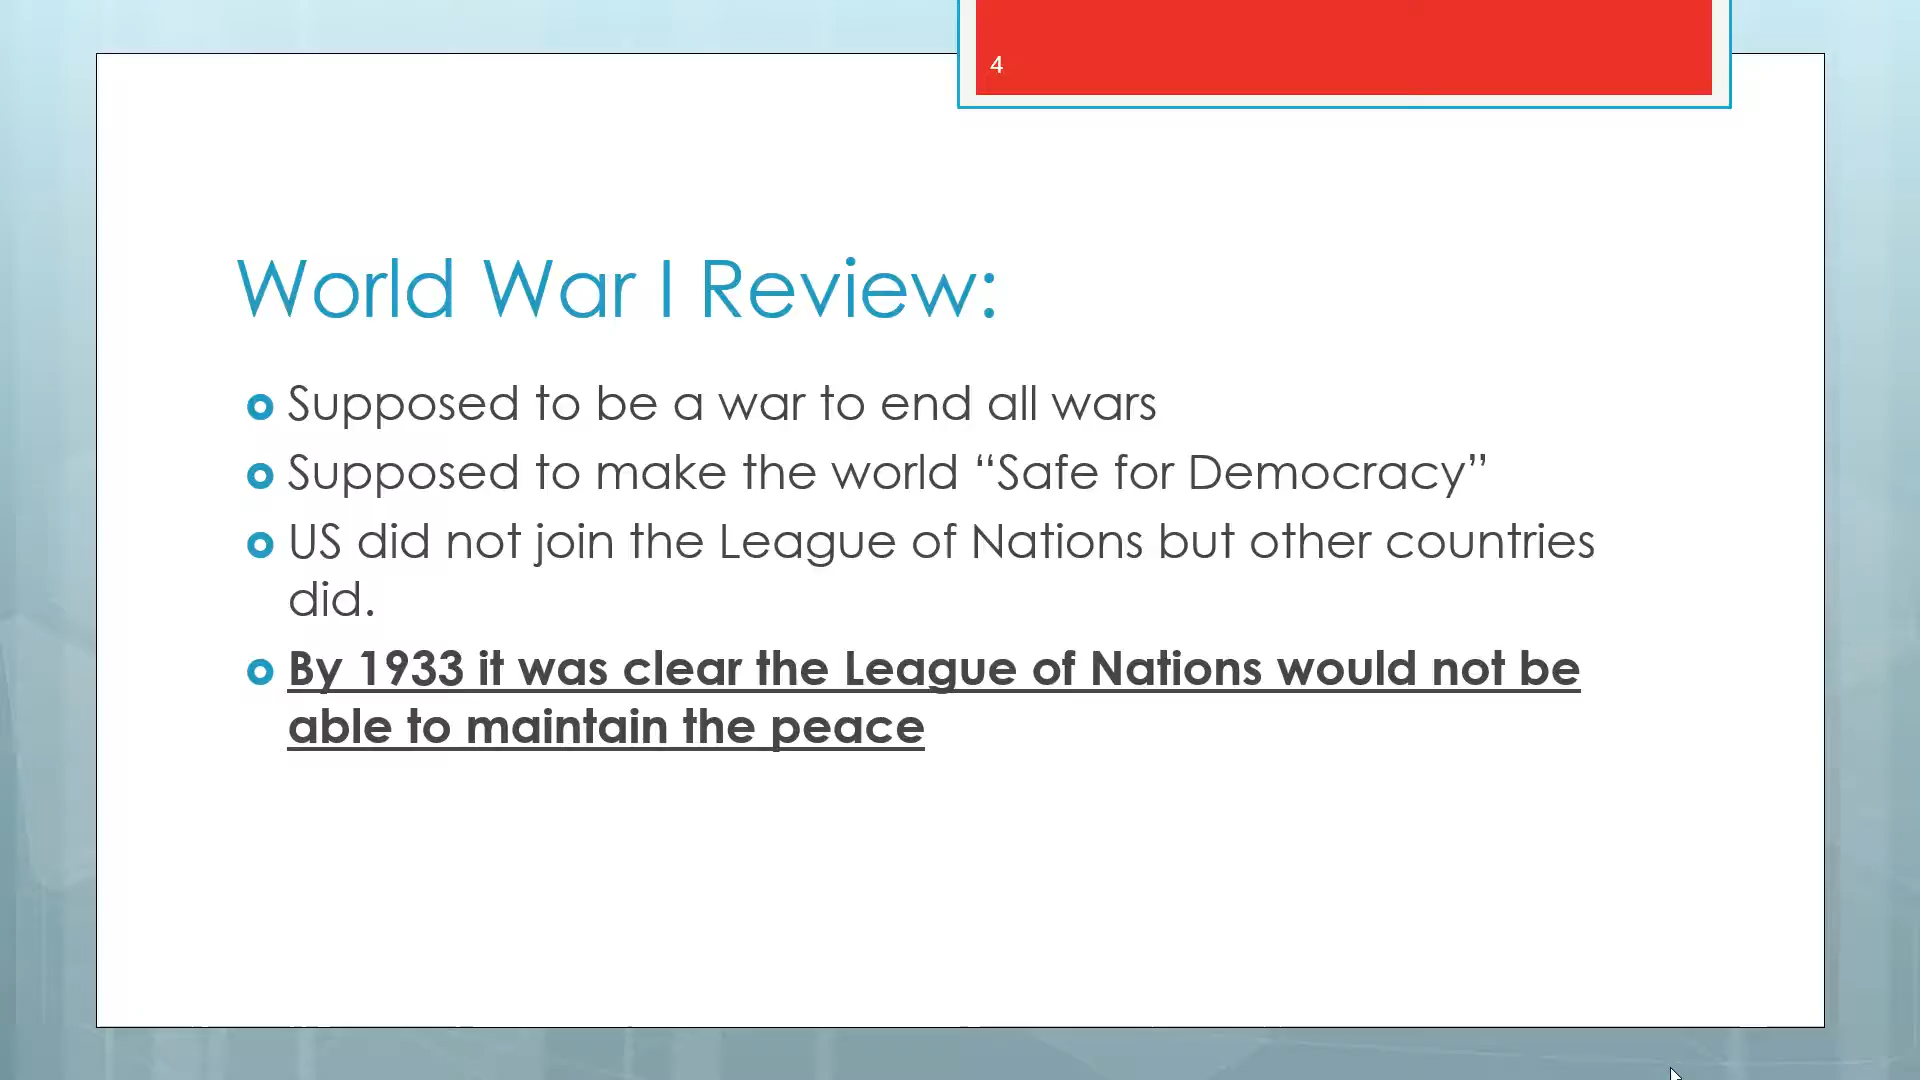 4
World War I Review:
Supposed to be a war to end all wars
Supposed to make the world “Safe for Democracy”
US did not join the League of Nations but other countries
did.
By 1933 it was clear the League of Nations would not be
able to maintain the peace